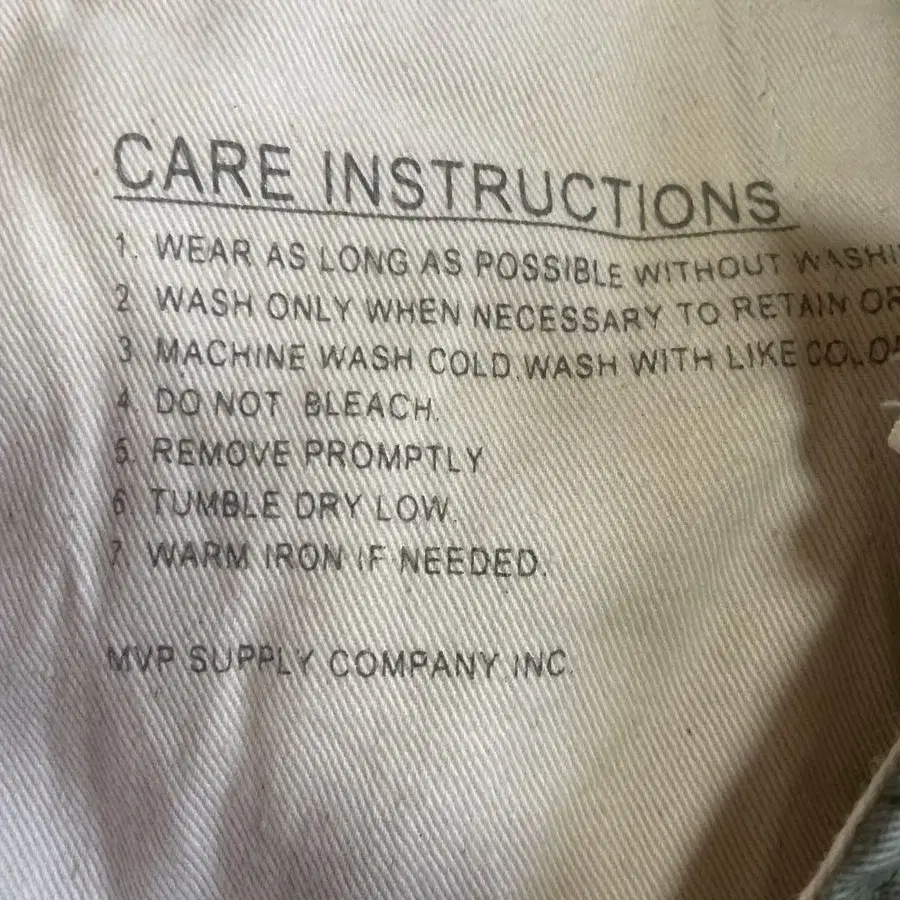 CARE INSTRUCTIONS
1. WEAR AS LONG AS POSSIBLE WITHOUT
2 WASH ONLY WHEN NECESSARY TO RETAIN
3 MACHINE WASH COLD. WASH WITH LIKE
4. DO NOT BLEACH.
5. REMOVE PROMPTLY
6 TUMBLE DRY LOW.
7. WARM IRON IF NEEDED.
MVP SUPPLY COMPANY INC.